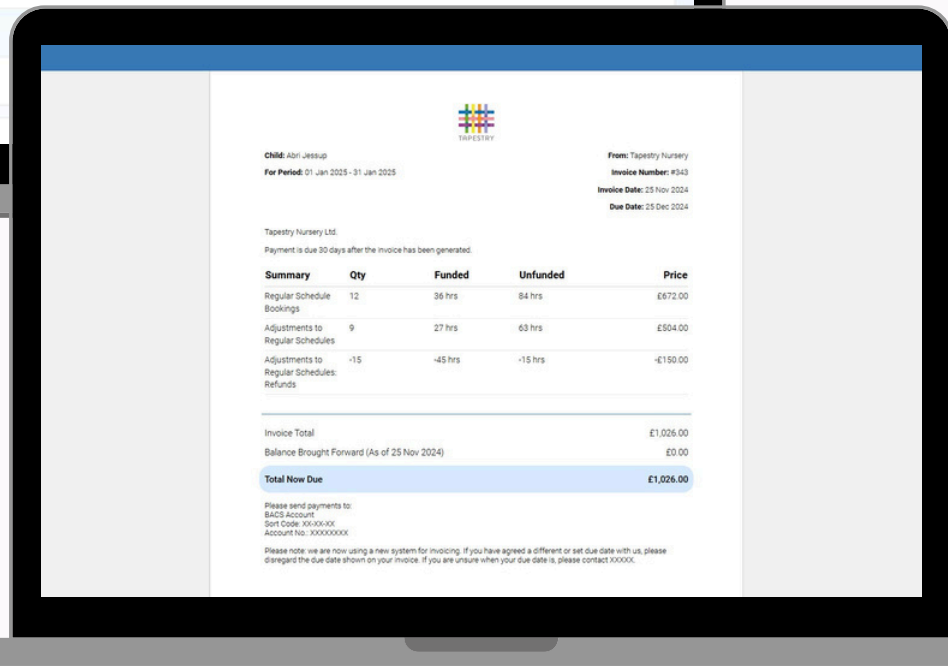 TAPESTRY
Child: Abri Jessup
From: Tapestry Nursery
For Period: 01 Jan 2025 - 31 Jan 2025
Invoice Number: #343
Invoice Date: 25 Nov 2024
Due Date: 25 Dec 2024
Tapestry Nursery Ltd.
Payment is due 30 days after the invoice has been generated.
Summary Qty Funded Unfunded Price
Regular Schedule 12 36 hrs 84 hrs £672.00
Bookings
Adjustments to 9 27 hrs 63 hrs £504.00
Regular Schedules
Adjustments to -15 -45 hrs -15 hrs -£150.00
Regular Schedules:
Refunds
Invoice Total £1,026.00
Balance Brought Forward (As of 25 Nov 2024) £0.00
Total Now Due £1,026.00
Please send payments to:
BACS Account
Sort Code: XX-XX-XX
Account No.: XXXXXXXX
Please note: we are now using a new system for invoicing. If you have agreed a different or set due date with us, please
disregard the due date shown on your invoice. If you are unsure when your due date is, please contact XXXXX.